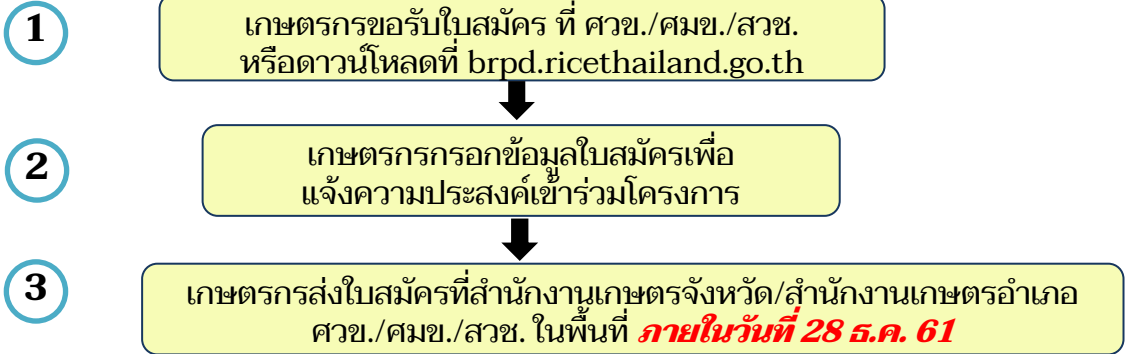 1
เกษตรกรขอรับใบสมัคร ที่ ศวข./ศมข./สวช.
หรือดาวน์โหลดที่ brpd.ricethailand.go.th
2
เกษตรกรกรอกข้อมูลใบสมัครเพื่อ
แจ้งความประสงค์เข้าร่วมโครงการ
3
เกษตรกรส่งใบสมัครที่สำนักงานเกษตรจังหวัด/สำนักงานเกษตรอำเภอ
ศวข./ศมข./สวช. ในพื้นที่ ภายในวันที่ 28 ธ.ค. 61